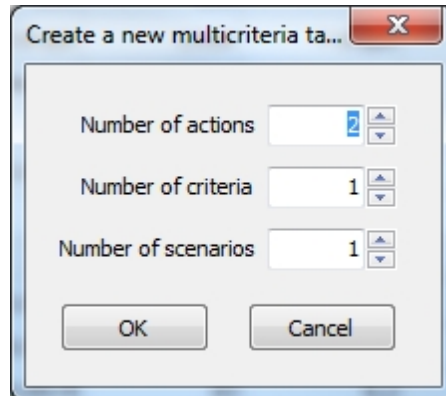 Create a new multicriteria ta...
Number of actions 2
Number of criteria 1
Number of scenarios 1
OK Cancel